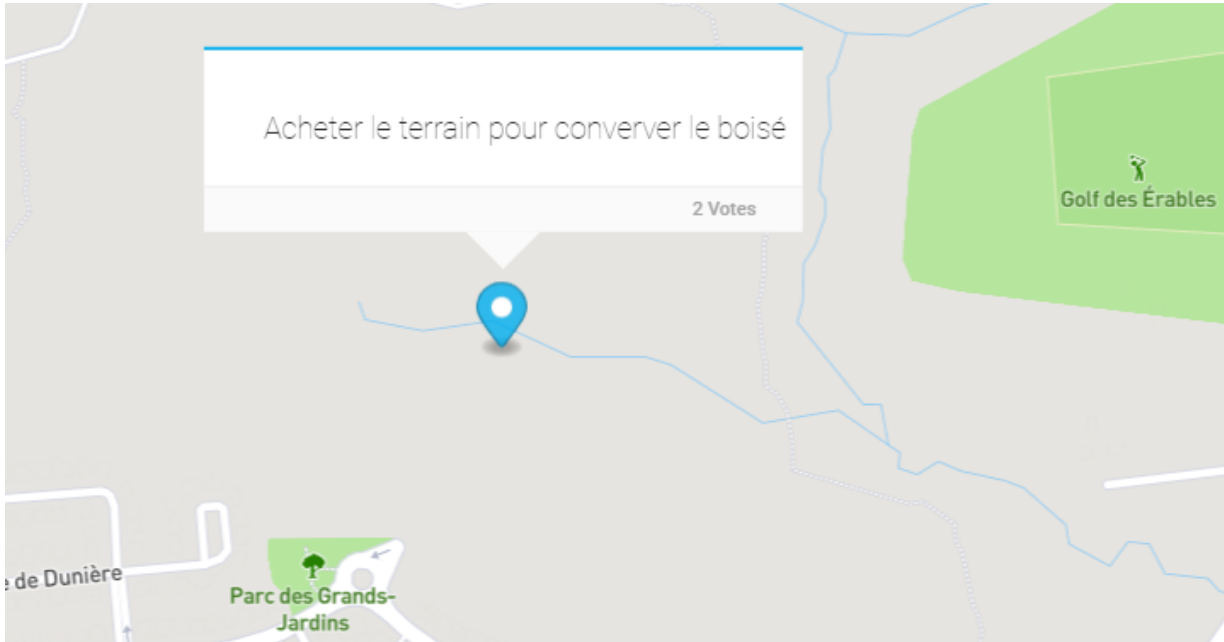 Acheter le terrain pour converver le boisé
2 Votes
Golf des Érables
de Dunière
Parc des Grands-
Jardins